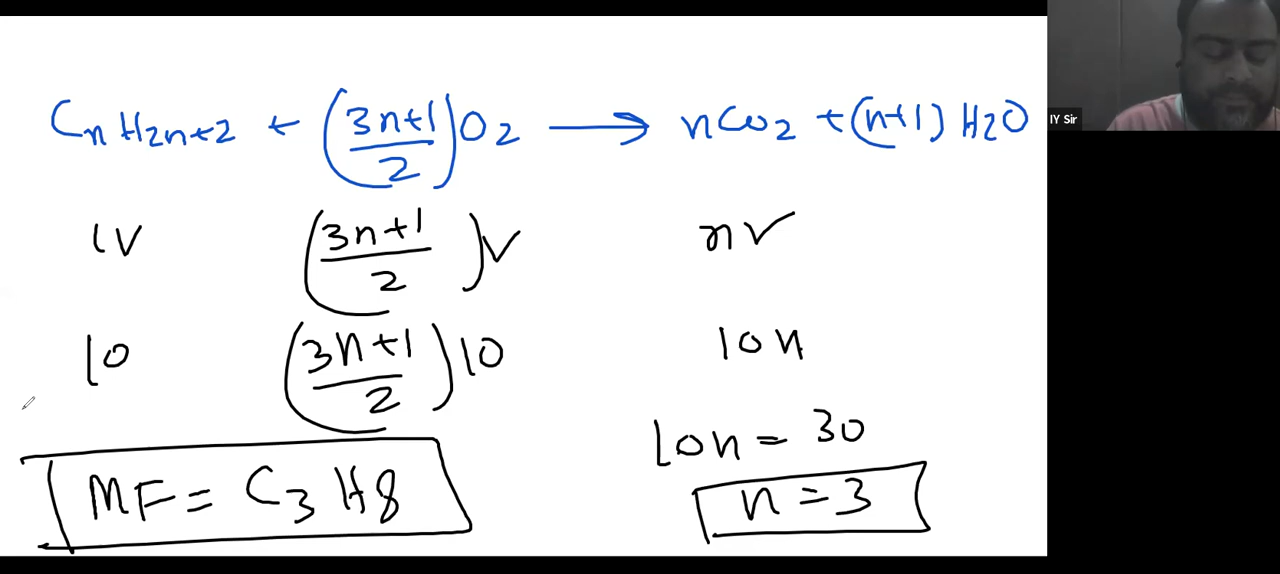 CnH2n+2 + (3n+1/2)O2 → nCO2 + (n+1)H2O
IY Sir
1V (3n+1/2)V nV
10 (3n+1/2)10 10n
10n = 30
MF = C3H8 n = 3